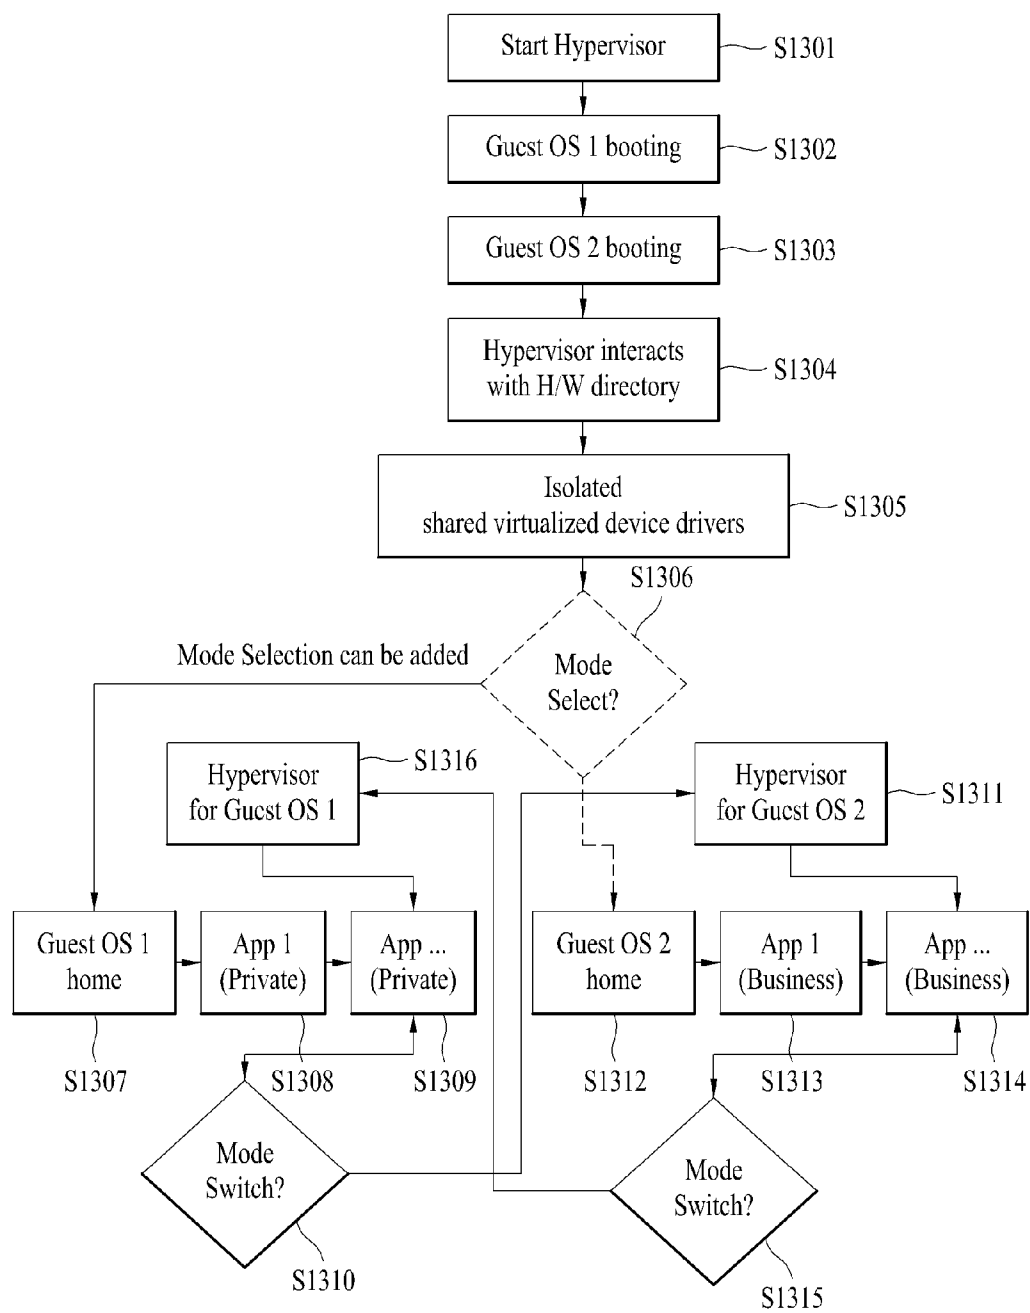 Start Hypervisor
S1301
Guest OS 1 booting
S1302
Guest OS 2 booting
S1303
Hypervisor interacts
with H/W directory
S1304
Isolated
shared virtualized device drivers
S1305
S1306
Mode Selection can be added
Mode
Select?
Hypervisor
for Guest OS 1
S1316
Hypervisor
for Guest OS 2
S1311
Guest OS 1
home
App 1
(Private)
App ...
(Private)
Guest OS 2
home
App 1
(Business)
App ...
(Business)
S1307
S1308
S1309
S1312
S1313
S1314
Mode
Switch?
S1310
Mode
Switch?
S1315